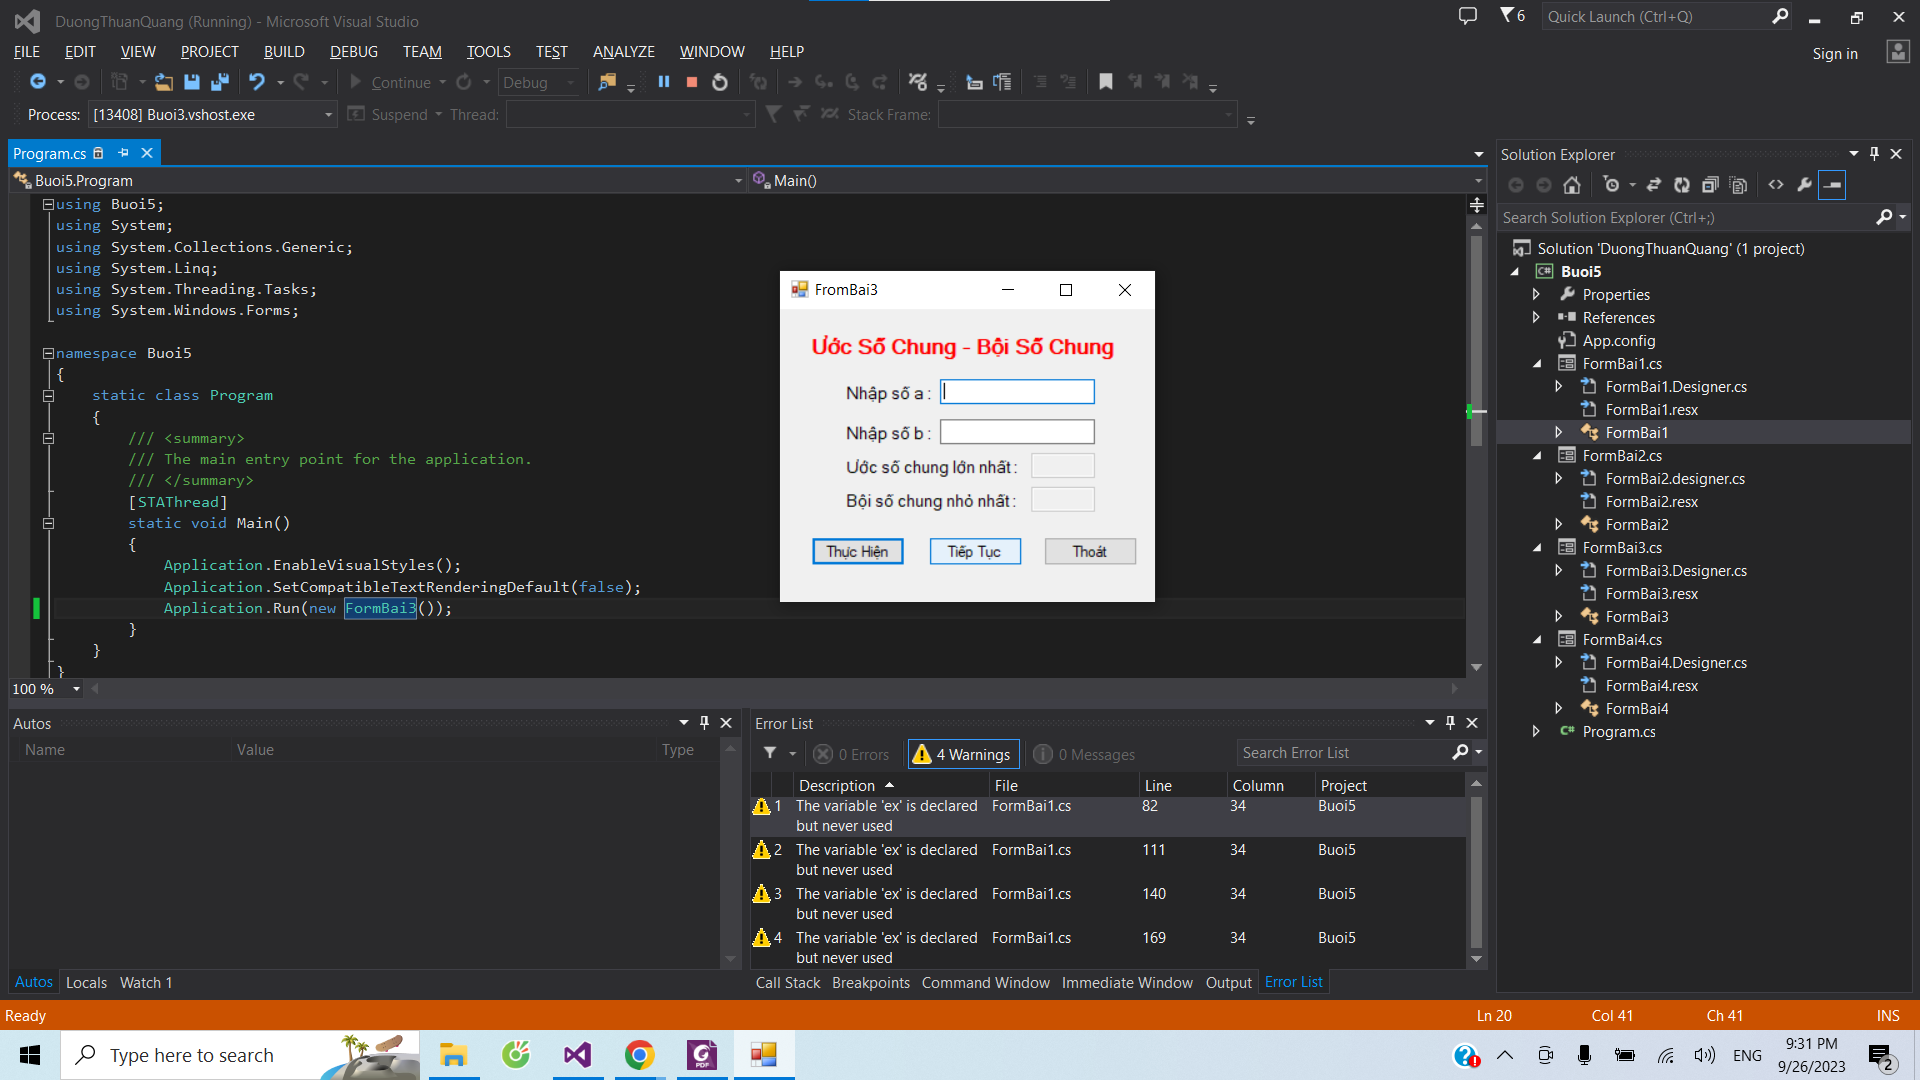 DuongThuanQuang (Running) - Microsoft Visual Studio
6
Quick Launch (Ctrl+Q)
FILE EDIT VIEW PROJECT BUILD DEBUG TEAM TOOLS TEST ANALYZE WINDOW HELP
Sign in
Continue Debug
Process: [13408] Buoi3.vshost.exe Suspend Thread: Stack Frame:
Program.cs
Buoi5.Program
Main()
using Buoi5;
using System;
using System.Collections.Generic;
using System.Linq;
using System.Threading.Tasks;
using System.Windows.Forms;
namespace Buoi5
{
static class Program
{
/// <summary>
/// The main entry point for the application.
/// </summary>
[STAThread]
static void Main()
{
Application.EnableVisualStyles();
Application.SetCompatibleTextRenderingDefault(false);
Application.Run(new FormBai3());
}
}
}
100 %
FromBai3
Ước Số Chung - Bội Số Chung
Nhập số a :
Nhập số b :
Ước số chung lớn nhất :
Bội số chung nhỏ nhất :
Thực Hiện Tiếp Tục Thoát
Solution Explorer
Search Solution Explorer (Ctrl+;)
Solution 'DuongThuanQuang' (1 project)
Buoi5
Properties
References
App.config
FormBai1.cs
FormBai1.Designer.cs
FormBai1.resx
FormBai1
FormBai2.cs
FormBai2.designer.cs
FormBai2.resx
FormBai2
FormBai3.cs
FormBai3.Designer.cs
FormBai3.resx
FormBai3
FormBai4.cs
FormBai4.Designer.cs
FormBai4.resx
FormBai4
Program.cs
Autos
Name Value Type
Autos Locals Watch 1
Error List
0 Errors 4 Warnings 0 Messages Search Error List
Description File Line Column Project
1 The variable 'ex' is declared FormBai1.cs 82 34 Buoi5
but never used
2 The variable 'ex' is declared FormBai1.cs 111 34 Buoi5
but never used
3 The variable 'ex' is declared FormBai1.cs 140 34 Buoi5
but never used
4 The variable 'ex' is declared FormBai1.cs 169 34 Buoi5
but never used
Call Stack Breakpoints Command Window Immediate Window Output Error List
Ready Ln 20 Col 41 Ch 41 INS
Type here to search
PDF
ENG
9:31 PM
9/26/2023
2